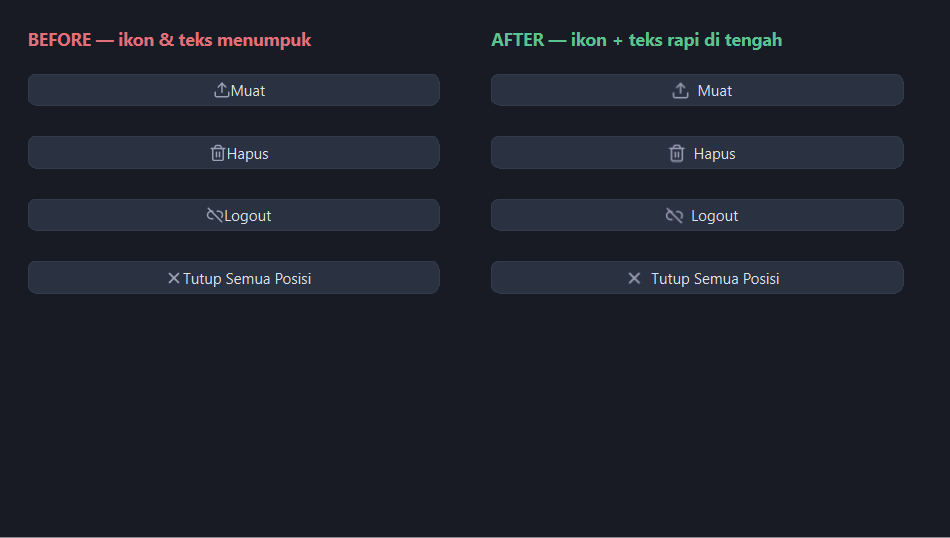 BEFORE — ikon & teks menumpuk
Muat
Hapus
Logout
Tutup Semua Posisi
AFTER — ikon + teks rapi di tengah
Muat
Hapus
Logout
Tutup Semua Posisi